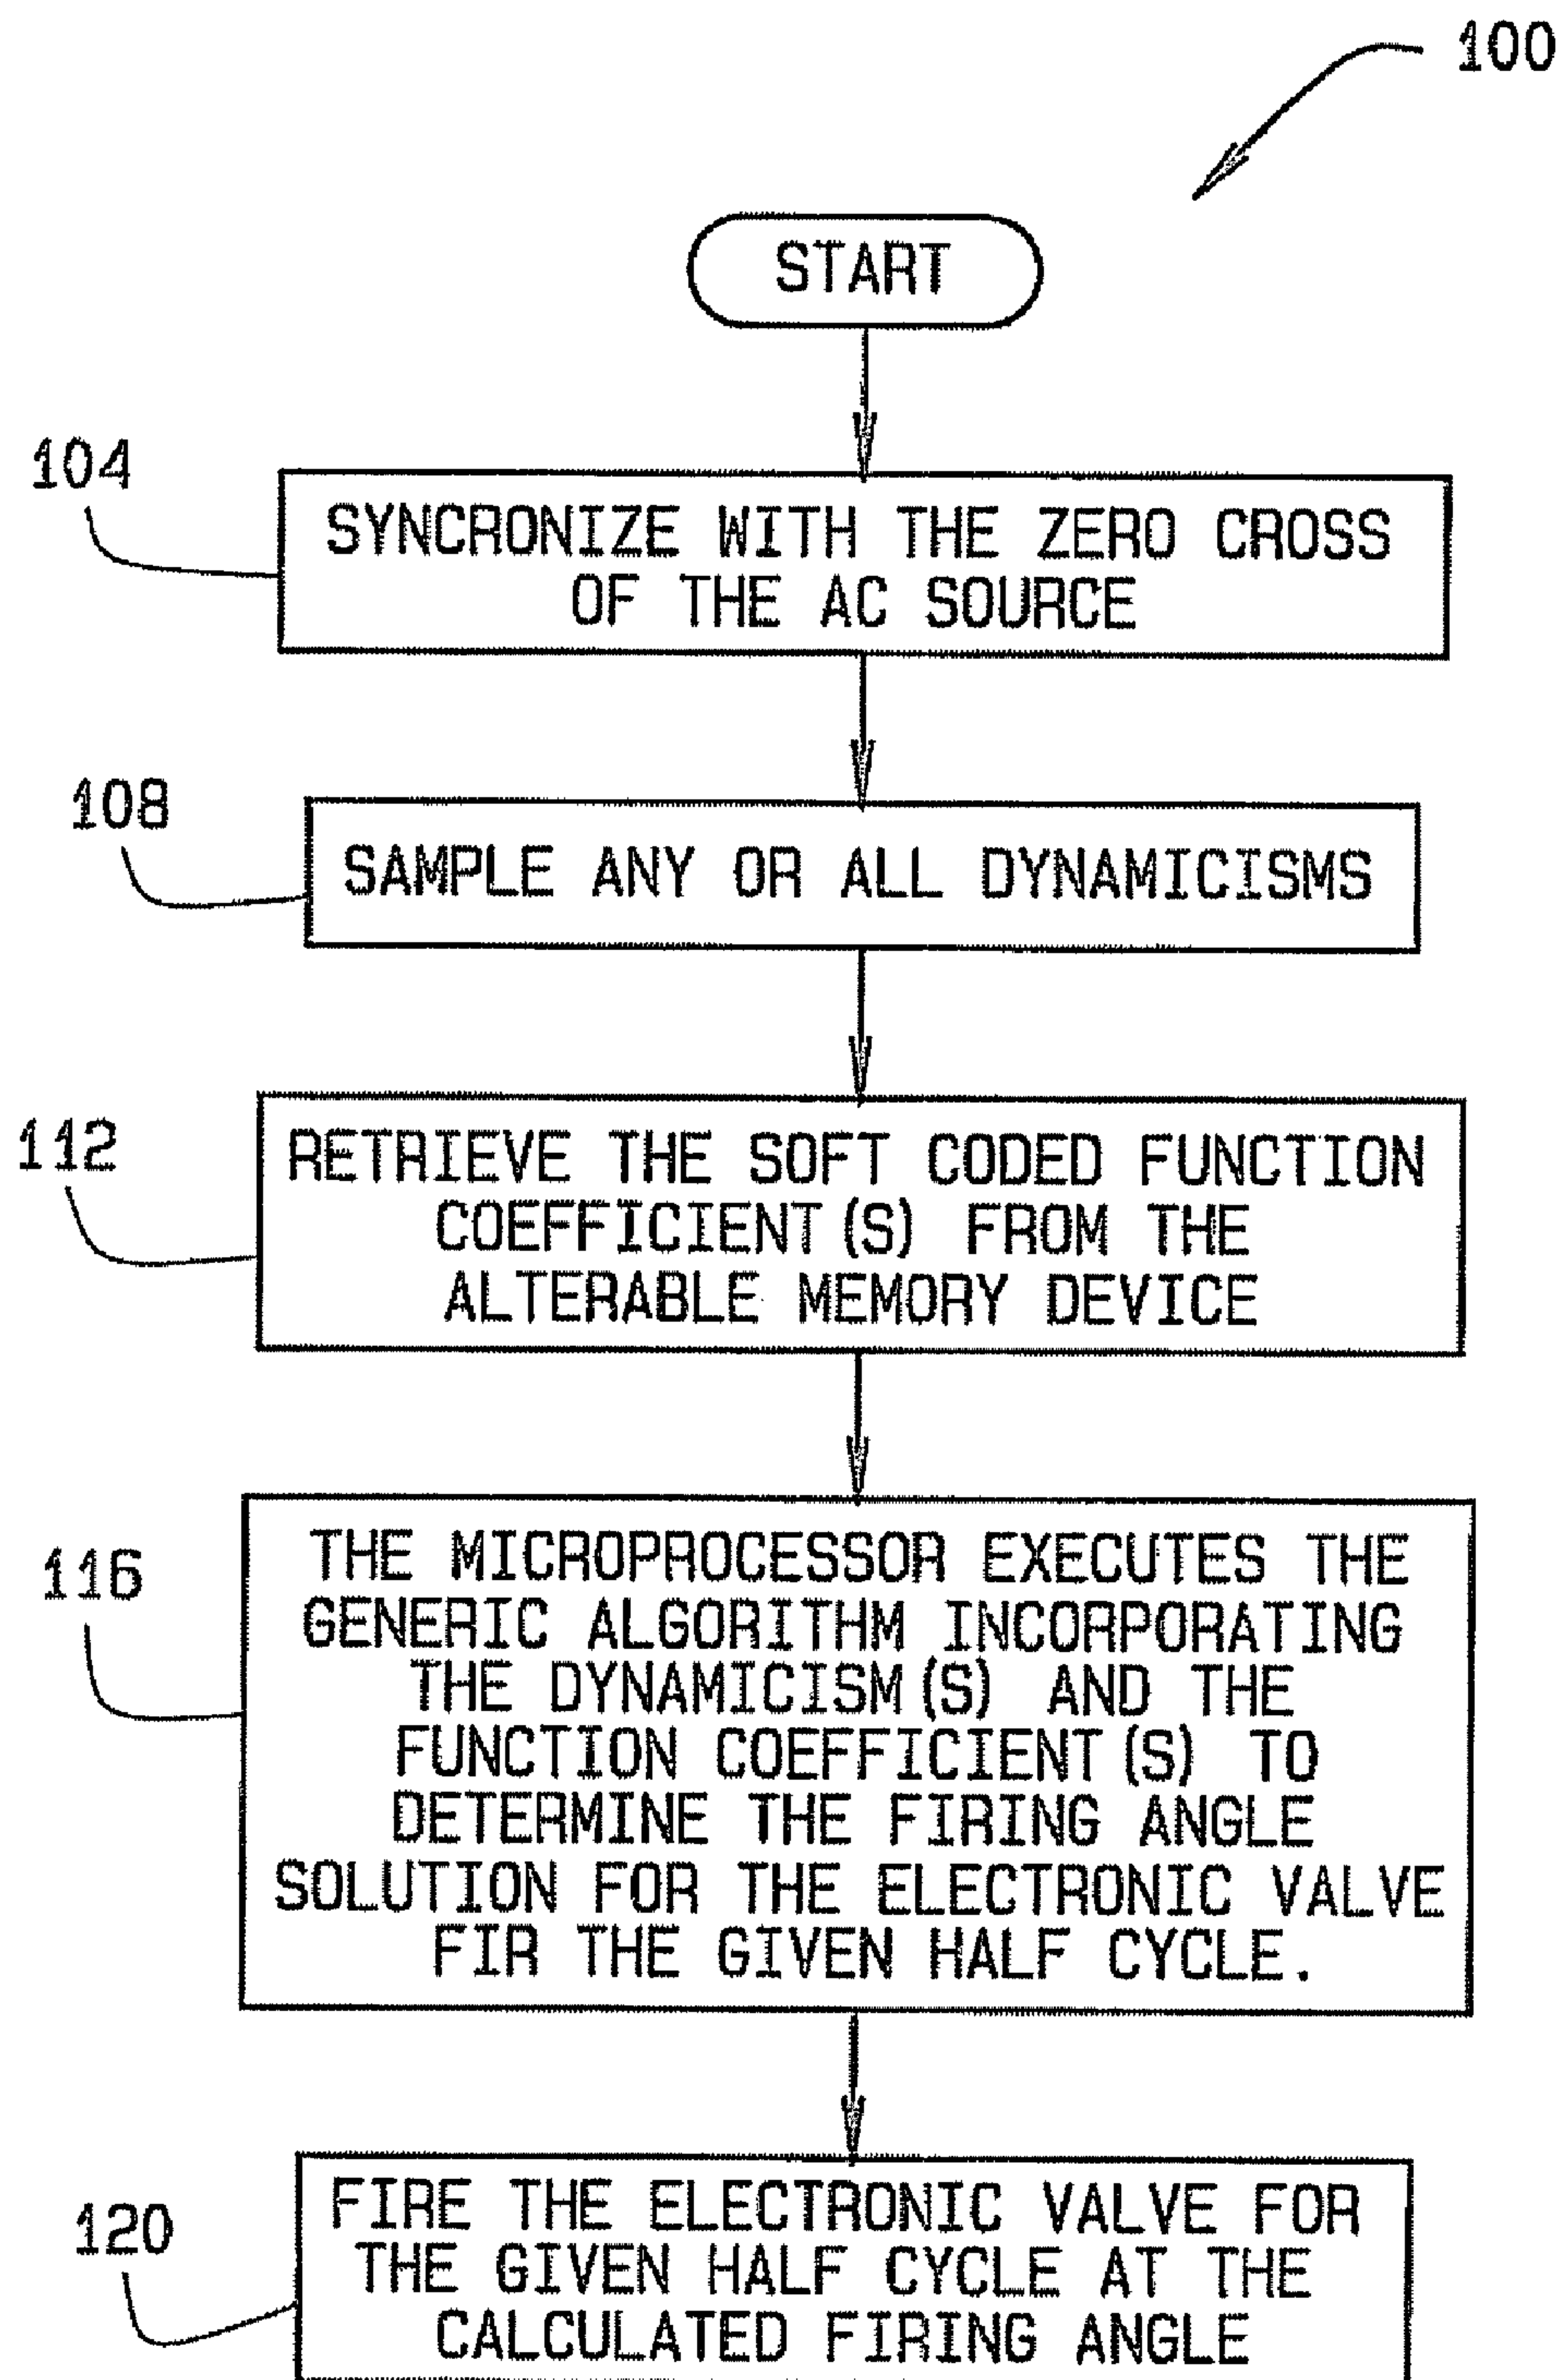 100
START
104
SYNCRONIZE WITH THE ZERO CROSS
OF THE AC SOURCE
108
SAMPLE ANY OR ALL DYNAMICISMS
112
RETRIEVE THE SOFT CODED FUNCTION
COEFFICIENT(S) FROM THE
ALTERABLE MEMORY DEVICE
116
THE MICROPROCESSOR EXECUTES THE
GENERIC ALGORITHM INCORPORATING
THE DYNAMICISM(S) AND THE
FUNCTION COEFFICIENT(S) TO
DETERMINE THE FIRING ANGLE
SOLUTION FOR THE ELECTRONIC VALVE
FIR THE GIVEN HALF CYCLE.
120
FIRE THE ELECTRONIC VALVE FOR
THE GIVEN HALF CYCLE AT THE
CALCULATED FIRING ANGLE